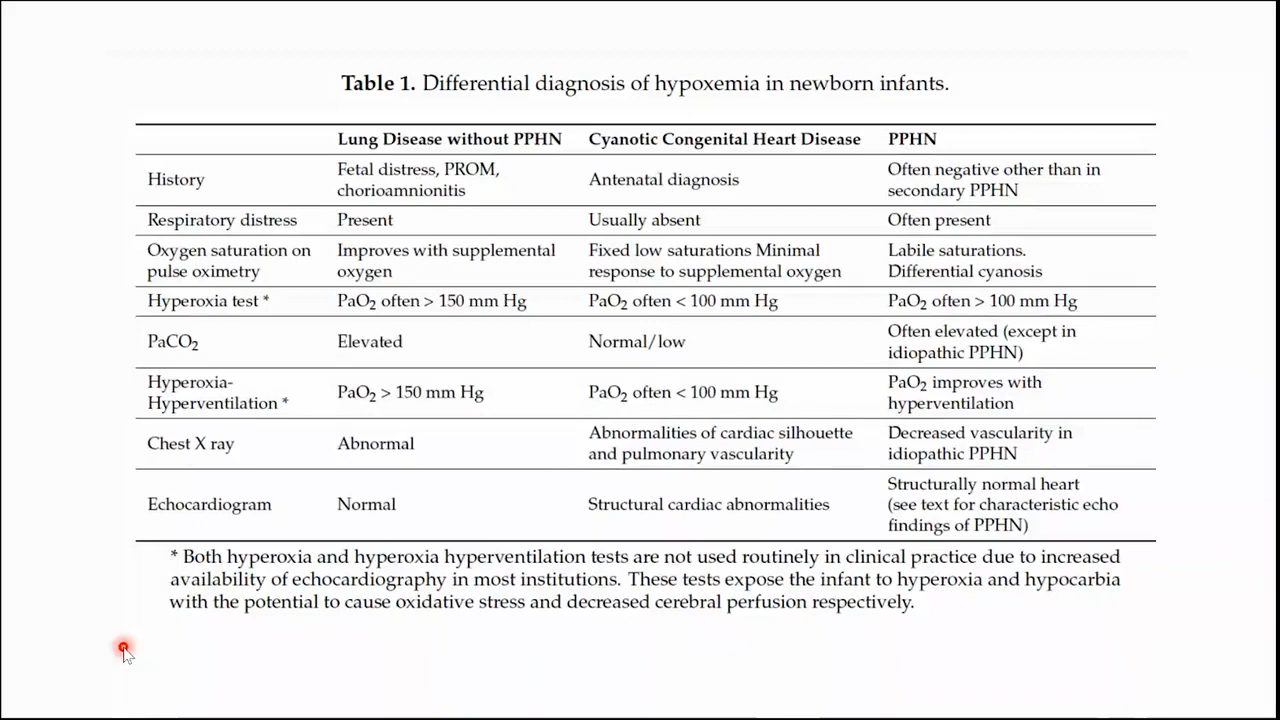 Table 1. Differential diagnosis of hypoxemia in newborn infants.
Lung Disease without PPHN Cyanotic Congenital Heart Disease PPHN
History Fetal distress, PROM, chorioamnionitis Antenatal diagnosis Often negative other than in secondary PPHN
Respiratory distress Present Usually absent Often present
Oxygen saturation on pulse oximetry Improves with supplemental oxygen Fixed low saturations Minimal response to supplemental oxygen Labile saturations. Differential cyanosis
Hyperoxia test * PaO2 often > 150 mm Hg PaO2 often < 100 mm Hg PaO2 often > 100 mm Hg
PaCO2 Elevated Normal/low Often elevated (except in idiopathic PPHN)
Hyperoxia-Hyperventilation * PaO2 > 150 mm Hg PaO2 often < 100 mm Hg PaO2 improves with hyperventilation
Chest X ray Abnormal Abnormalities of cardiac silhouette and pulmonary vascularity Decreased vascularity in idiopathic PPHN
Echocardiogram Normal Structural cardiac abnormalities Structurally normal heart (see text for characteristic echo findings of PPHN)
* Both hyperoxia and hyperoxia hyperventilation tests are not used routinely in clinical practice due to increased
availability of echocardiography in most institutions. These tests expose the infant to hyperoxia and hypocarbia
with the potential to cause oxidative stress and decreased cerebral perfusion respectively.